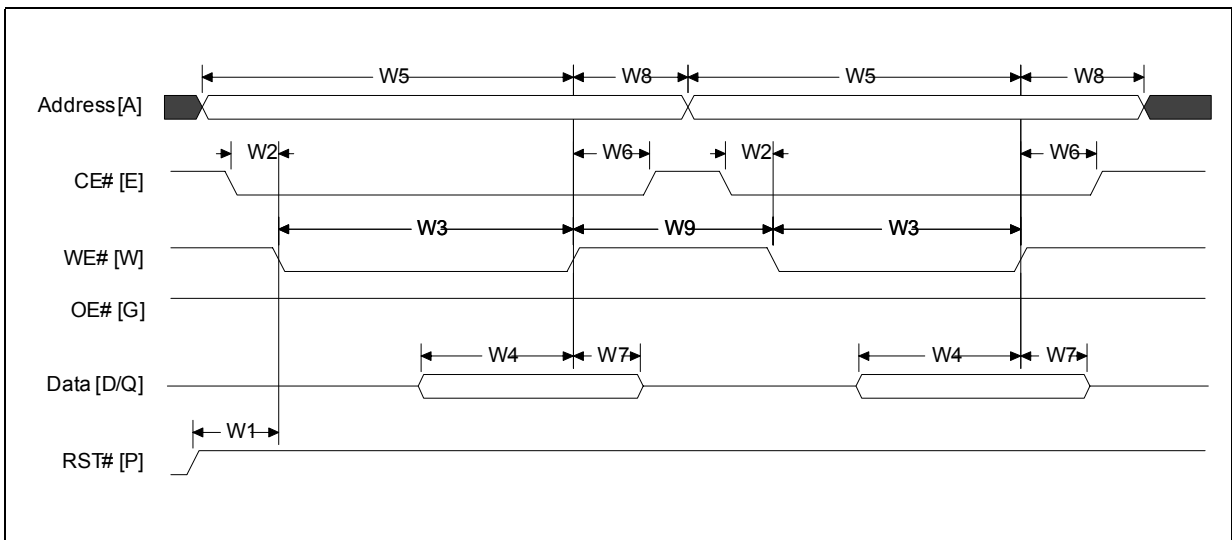 W5 W8 W5 W8
Address [A]
W2 W6 W2 W6
CE# [E]
W3 W9 W3
WE# [W]
OE# [G]
W4 W7 W4 W7
Data [D/Q]
W1
RST# [P]